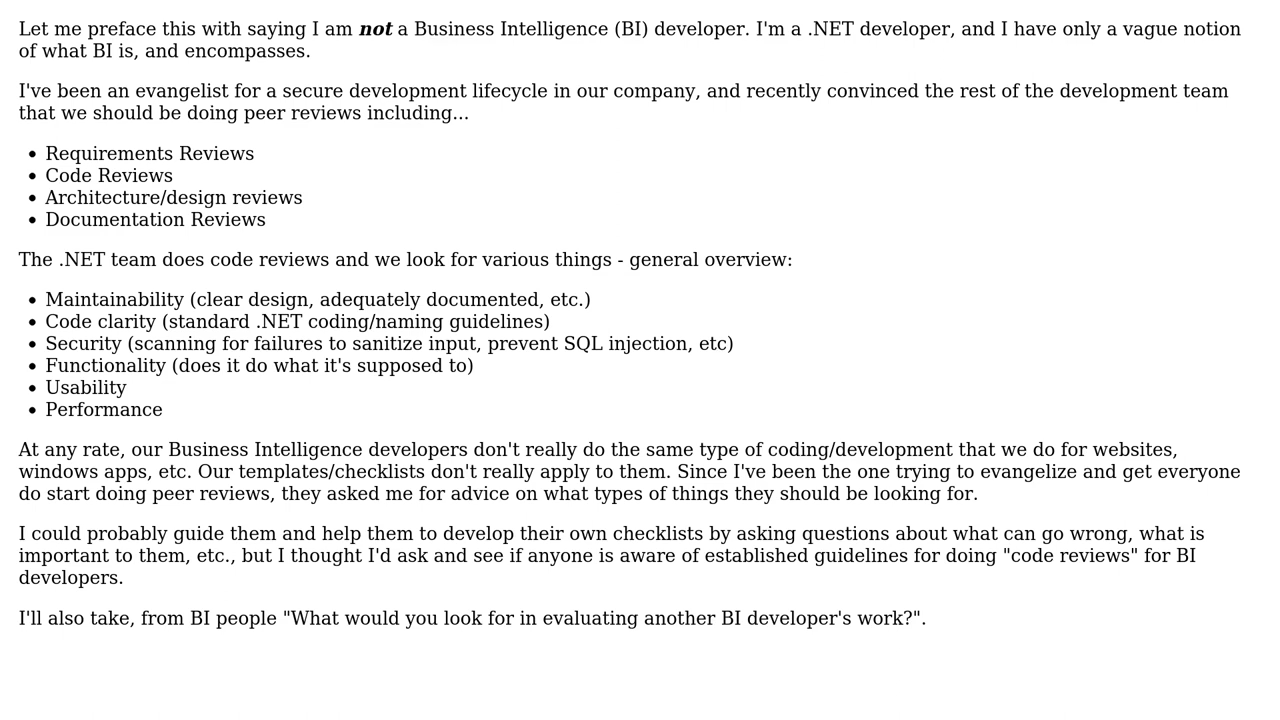 Let me preface this with saying I am not a Business Intelligence (BI) developer. I'm a .NET developer, and I have only a vague notion
of what BI is, and encompasses.
I've been an evangelist for a secure development lifecycle in our company, and recently convinced the rest of the development team
that we should be doing peer reviews including...
• Requirements Reviews
• Code Reviews
• Architecture/design reviews
• Documentation Reviews
The .NET team does code reviews and we look for various things - general overview:
• Maintainability (clear design, adequately documented, etc.)
• Code clarity (standard .NET coding/naming guidelines)
• Security (scanning for failures to sanitize input, prevent SQL injection, etc)
• Functionality (does it do what it's supposed to)
• Usability
• Performance
At any rate, our Business Intelligence developers don't really do the same type of coding/development that we do for websites,
windows apps, etc. Our templates/checklists don't really apply to them. Since I've been the one trying to evangelize and get everyone
do start doing peer reviews, they asked me for advice on what types of things they should be looking for.
I could probably guide them and help them to develop their own checklists by asking questions about what can go wrong, what is
important to them, etc., but I thought I'd ask and see if anyone is aware of established guidelines for doing "code reviews" for BI
developers.
I'll also take, from BI people "What would you look for in evaluating another BI developer's work?".